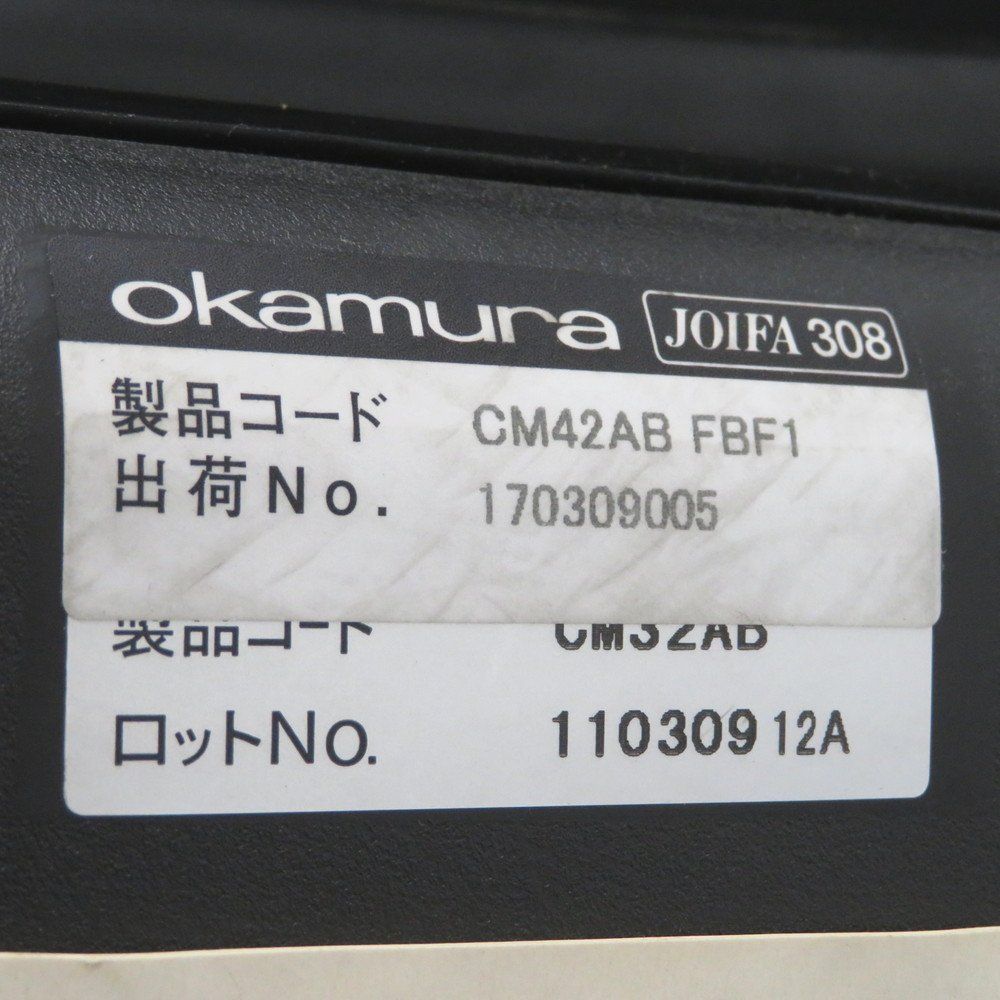 okamura JOIFA 308
製品コード CM42AB FBF1
出荷No. 170309005
製品コード CM32AB
ロットNo. 11030912A